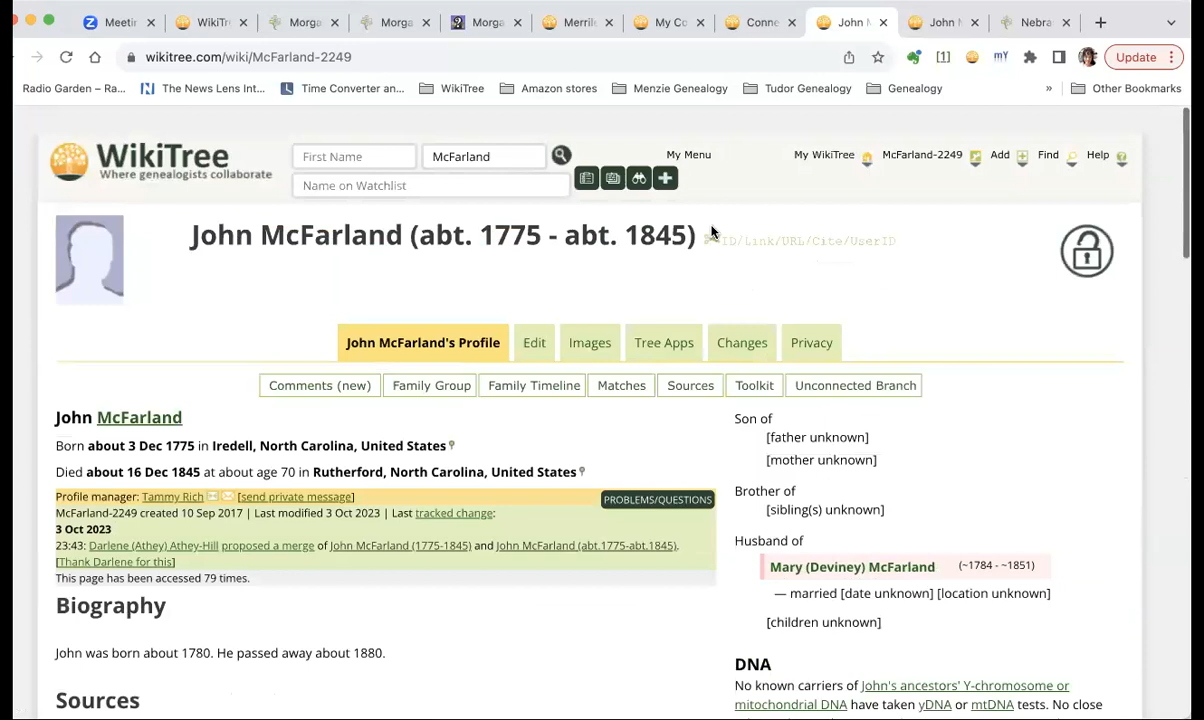 Meetin
WikiTr
Morga
Morga
Morga
Merril
My Co
Conne
John M
John M
Nebra
wikitree.com/wiki/McFarland-2249
[1]
mY
Update
Radio Garden – Ra...
The News Lens Int...
Time Converter an...
WikiTree
Amazon stores
Menzie Genealogy
Tudor Genealogy
Genealogy
»
Other Bookmarks
WikiTree
Where genealogists collaborate
First Name
McFarland
My Menu
My WikiTree
McFarland-2249
Add
Find
Help
Name on Watchlist
John McFarland (abt. 1775 - abt. 1845)
ID/Link/URL/Cite/UserID
John McFarland's Profile
Edit
Images
Tree Apps
Changes
Privacy
Comments (new)
Family Group
Family Timeline
Matches
Sources
Toolkit
Unconnected Branch
John McFarland
Born about 3 Dec 1775 in Iredell, North Carolina, United States
Died about 16 Dec 1845 at about age 70 in Rutherford, North Carolina, United States
Profile manager: Tammy Rich [send private message]
PROBLEMS/QUESTIONS
McFarland-2249 created 10 Sep 2017 | Last modified 3 Oct 2023 | Last tracked change:
3 Oct 2023
23:43: Darlene (Athey) Athey-Hill proposed a merge of John McFarland (1775-1845) and John McFarland (abt.1775-abt.1845).
[Thank Darlene for this]
This page has been accessed 79 times.
Biography
John was born about 1780. He passed away about 1880.
Sources
Son of
[father unknown]
[mother unknown]
Brother of
[sibling(s) unknown]
Husband of
Mary (Deviney) McFarland (~1784 - ~1851)
— married [date unknown] [location unknown]
[children unknown]
DNA
No known carriers of John's ancestors' Y-chromosome or
mitochondrial DNA have taken yDNA or mtDNA tests. No close